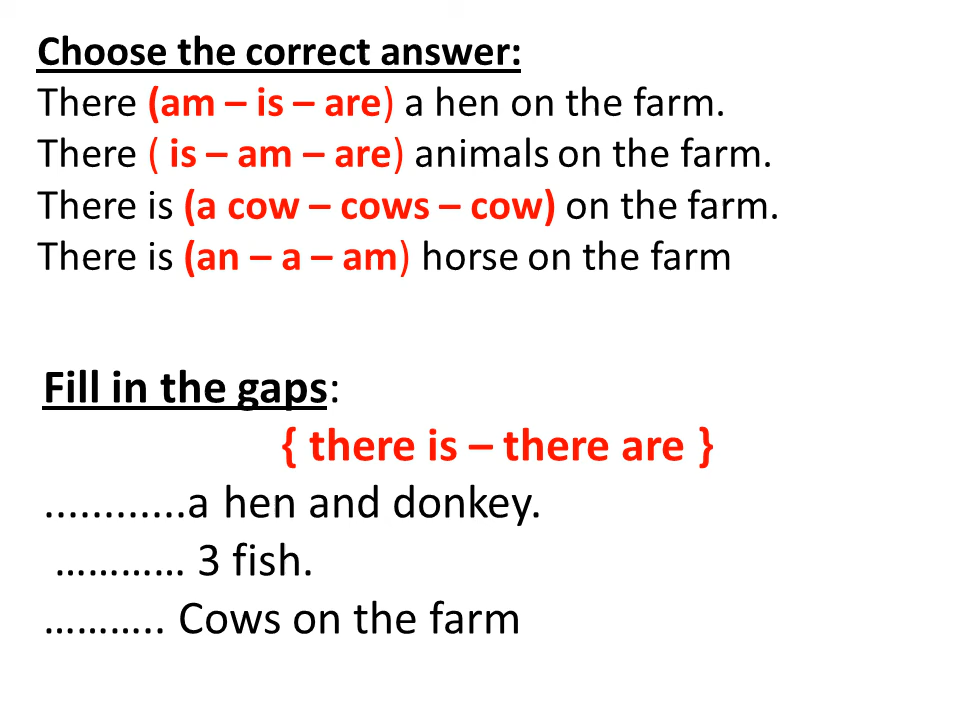 Choose the correct answer:
There (am – is – are) a hen on the farm.
There ( is – am – are) animals on the farm.
There is (a cow – cows – cow) on the farm.
There is (an – a – am) horse on the farm
Fill in the gaps:
{ there is – there are }
............a hen and donkey.
………… 3 fish.
……….. Cows on the farm